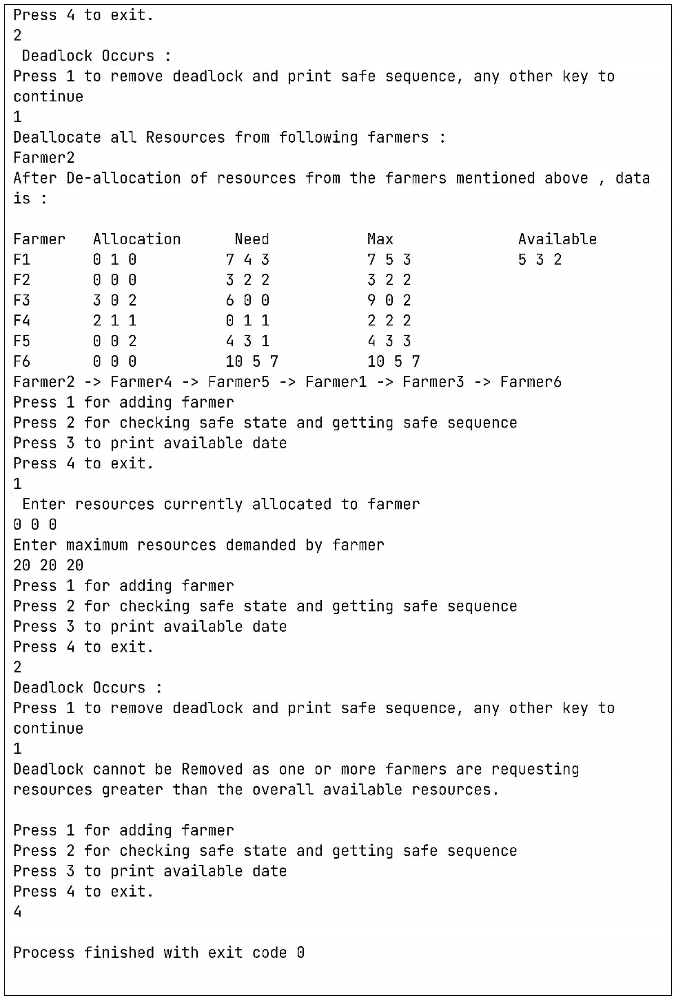 Press 4 to exit.
2
Deadlock Occurs :
Press 1 to remove deadlock and print safe sequence, any other key to
continue
1
Deallocate all Resources from following farmers :
Farmer2
After De-allocation of resources from the farmers mentioned above , data
is :
Farmer Allocation Need Max Available
F1 0 1 0 7 4 3 7 5 3 5 3 2
F2 0 0 0 3 2 2 3 2 2
F3 3 0 2 6 0 0 9 0 2
F4 2 1 1 0 1 1 2 2 2
F5 0 0 2 4 3 1 4 3 3
F6 0 0 0 10 5 7 10 5 7
Farmer2 -> Farmer4 -> Farmer5 -> Farmer1 -> Farmer3 -> Farmer6
Press 1 for adding farmer
Press 2 for checking safe state and getting safe sequence
Press 3 to print available date
Press 4 to exit.
1
Enter resources currently allocated to farmer
0 0 0
Enter maximum resources demanded by farmer
20 20 20
Press 1 for adding farmer
Press 2 for checking safe state and getting safe sequence
Press 3 to print available date
Press 4 to exit.
2
Deadlock Occurs :
Press 1 to remove deadlock and print safe sequence, any other key to
continue
1
Deadlock cannot be Removed as one or more farmers are requesting
resources greater than the overall available resources.
Press 1 for adding farmer
Press 2 for checking safe state and getting safe sequence
Press 3 to print available date
Press 4 to exit.
4
Process finished with exit code 0